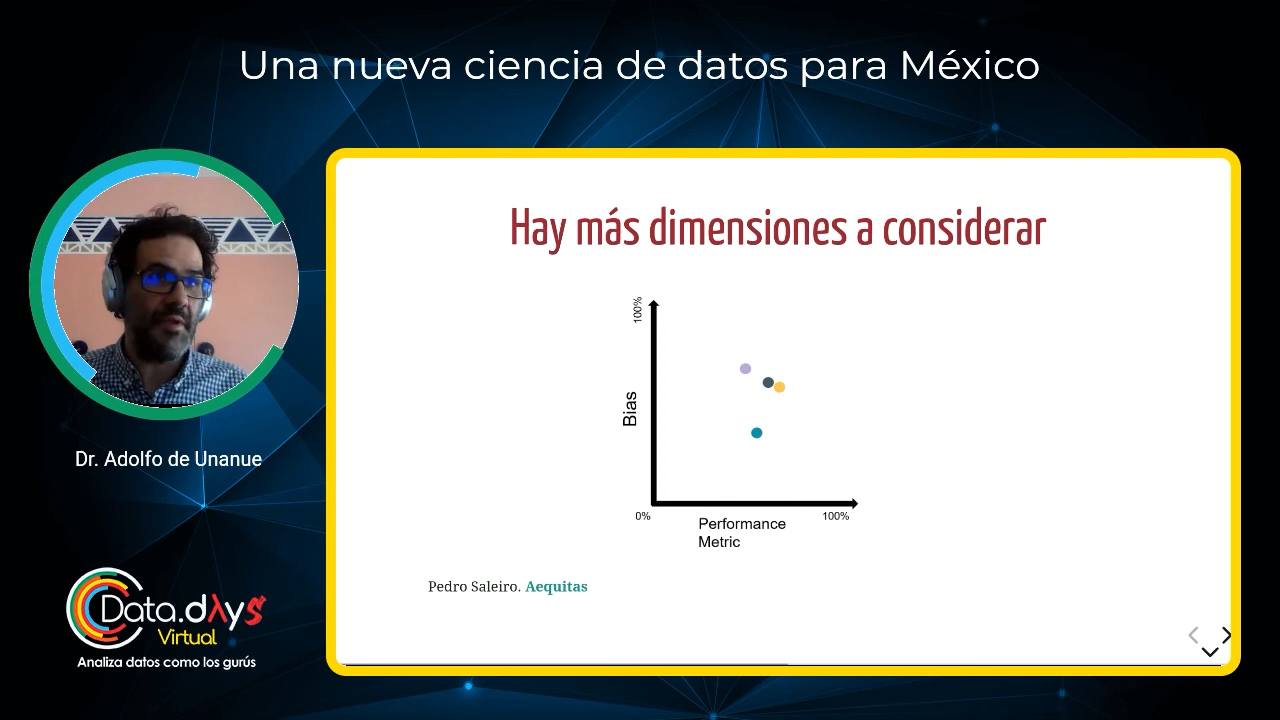 Una nueva ciencia de datos para México
Hay más dimensiones a considerar
100%
Bias
0%
100%
Performance
Metric
Pedro Saleiro. Aequitas
Dr. Adolfo de Unanue
Data.dAys
Virtual
Analiza datos como los gurús